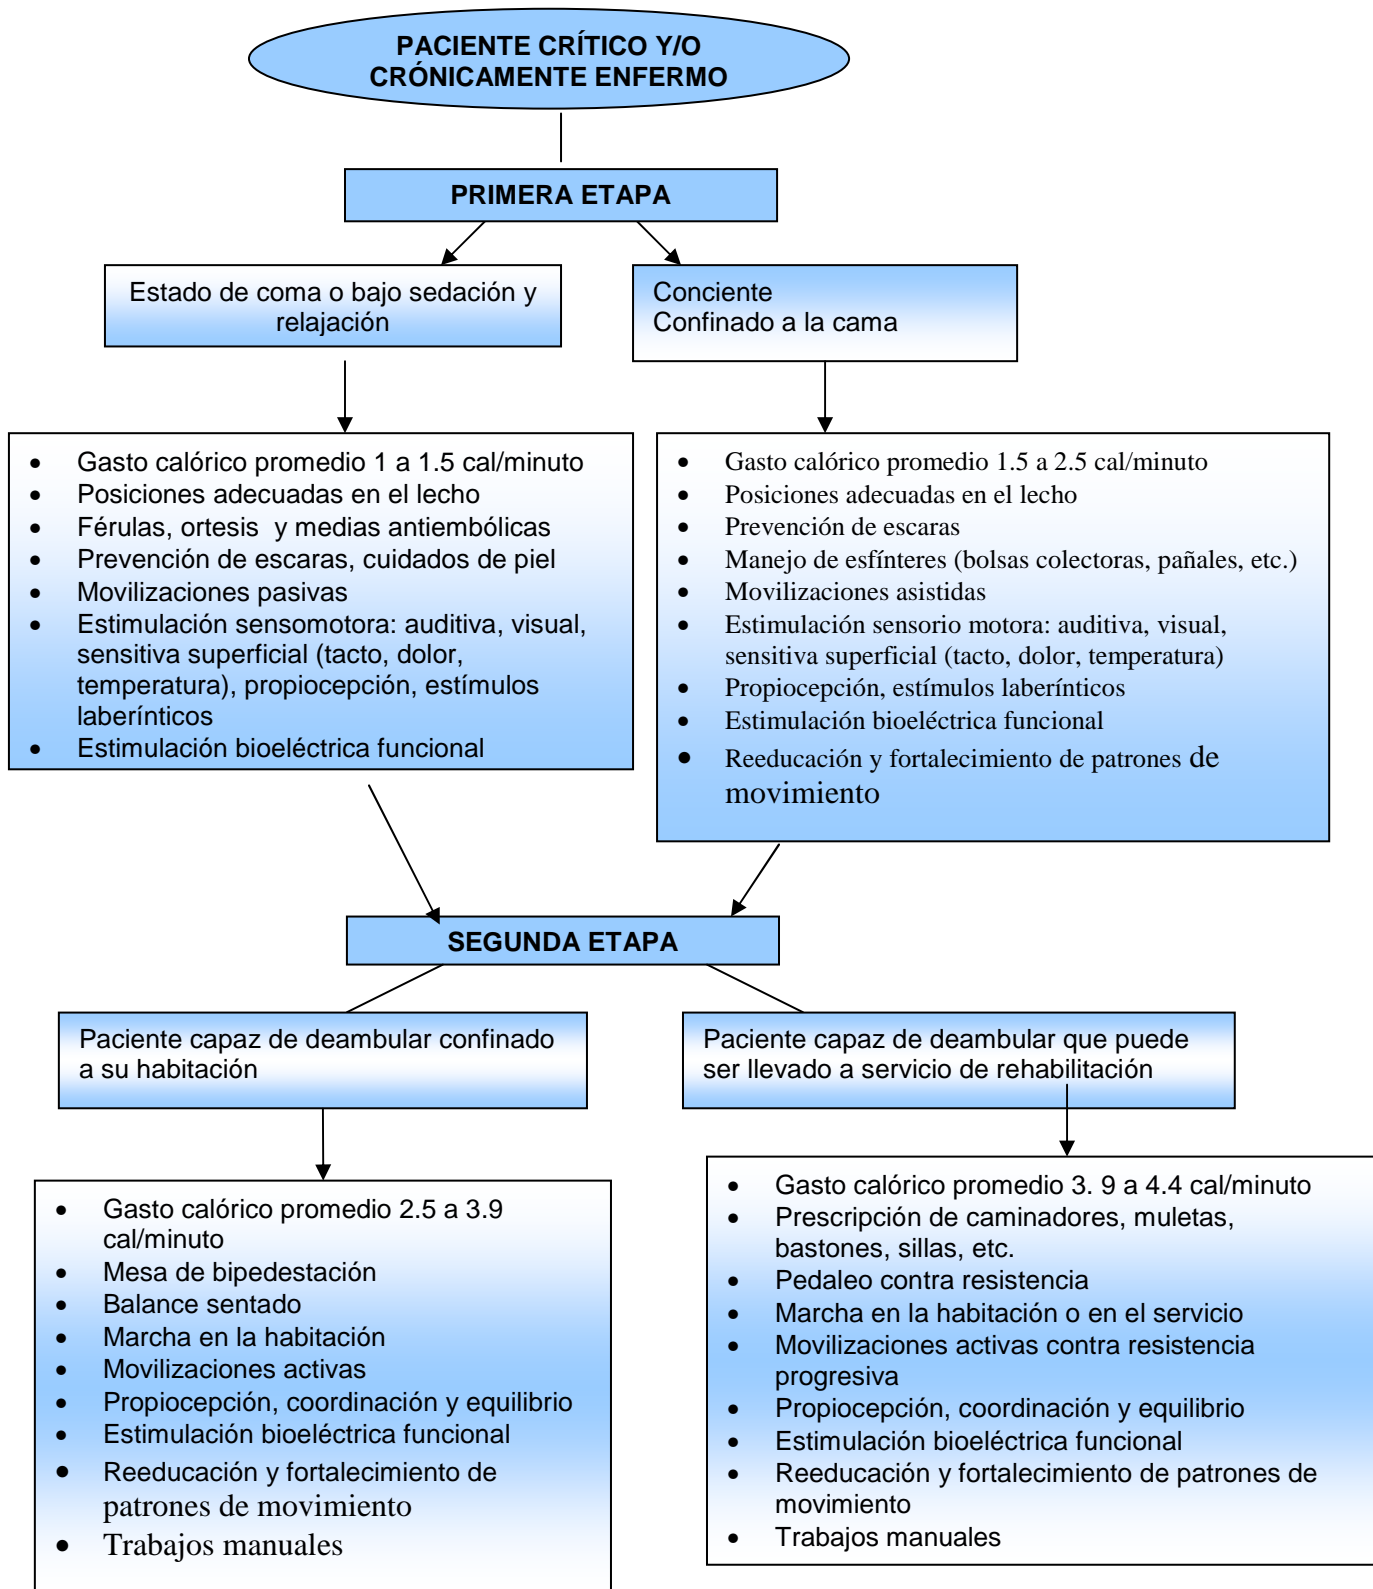 PACIENTE CRÍTICO Y/O
CRÓNICAMENTE ENFERMO
PRIMERA ETAPA
Estado de coma o bajo sedación y
relajación
Conciente
Confinado a la cama
• Gasto calórico promedio 1 a 1.5 cal/minuto
• Posiciones adecuadas en el lecho
• Férulas, ortesis y medias antiembólicas
• Prevención de escaras, cuidados de piel
• Movilizaciones pasivas
• Estimulación sensomotora: auditiva, visual,
sensitiva superficial (tacto, dolor,
temperatura), propiocepción, estímulos
laberínticos
• Estimulación bioeléctrica funcional
• Gasto calórico promedio 1.5 a 2.5 cal/minuto
• Posiciones adecuadas en el lecho
• Prevención de escaras
• Manejo de esfínteres (bolsas colectoras, pañales, etc.)
• Movilizaciones asistidas
• Estimulación sensorio motora: auditiva, visual,
sensitiva superficial (tacto, dolor, temperatura)
• Propiocepción, estímulos laberínticos
• Estimulación bioeléctrica funcional
• Reeducación y fortalecimiento de patrones de
movimiento
SEGUNDA ETAPA
Paciente capaz de deambular confinado
a su habitación
Paciente capaz de deambular que puede
ser llevado a servicio de rehabilitación
• Gasto calórico promedio 2.5 a 3.9
cal/minuto
• Mesa de bipedestación
• Balance sentado
• Marcha en la habitación
• Movilizaciones activas
• Propiocepción, coordinación y equilibrio
• Estimulación bioeléctrica funcional
• Reeducación y fortalecimiento de
patrones de movimiento
• Trabajos manuales
• Gasto calórico promedio 3. 9 a 4.4 cal/minuto
• Prescripción de caminadores, muletas,
bastones, sillas, etc.
• Pedaleo contra resistencia
• Marcha en la habitación o en el servicio
• Movilizaciones activas contra resistencia
progresiva
• Propiocepción, coordinación y equilibrio
• Estimulación bioeléctrica funcional
• Reeducación y fortalecimiento de patrones de
movimiento
• Trabajos manuales